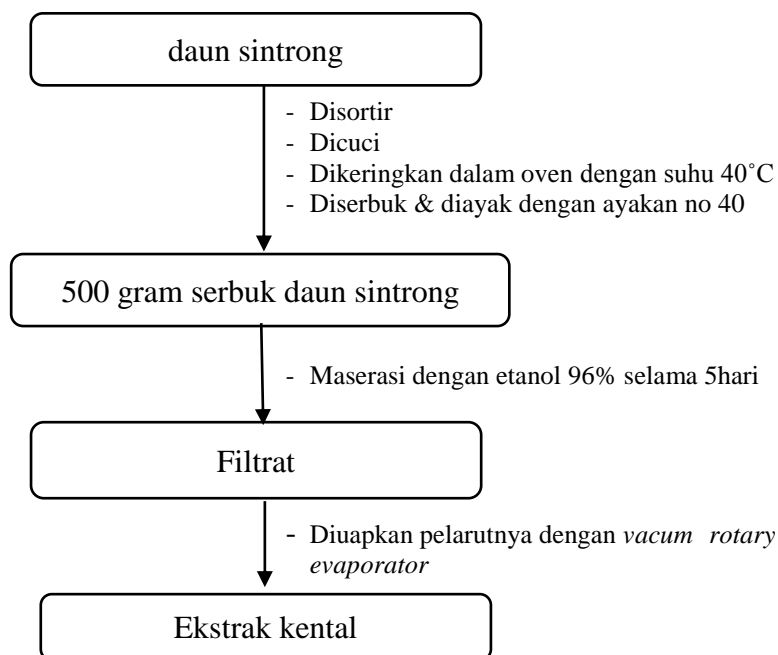 daun sintrong
- Disortir
- Dicuci
- Dikeringkan dalam oven dengan suhu 40˚C
- Diserbuk & diayak dengan ayakan no 40
500 gram serbuk daun sintrong
- Maserasi dengan etanol 96% selama 5hari
Filtrat
- Diuapkan pelarutnya dengan vacum rotary
evaporator
Ekstrak kental